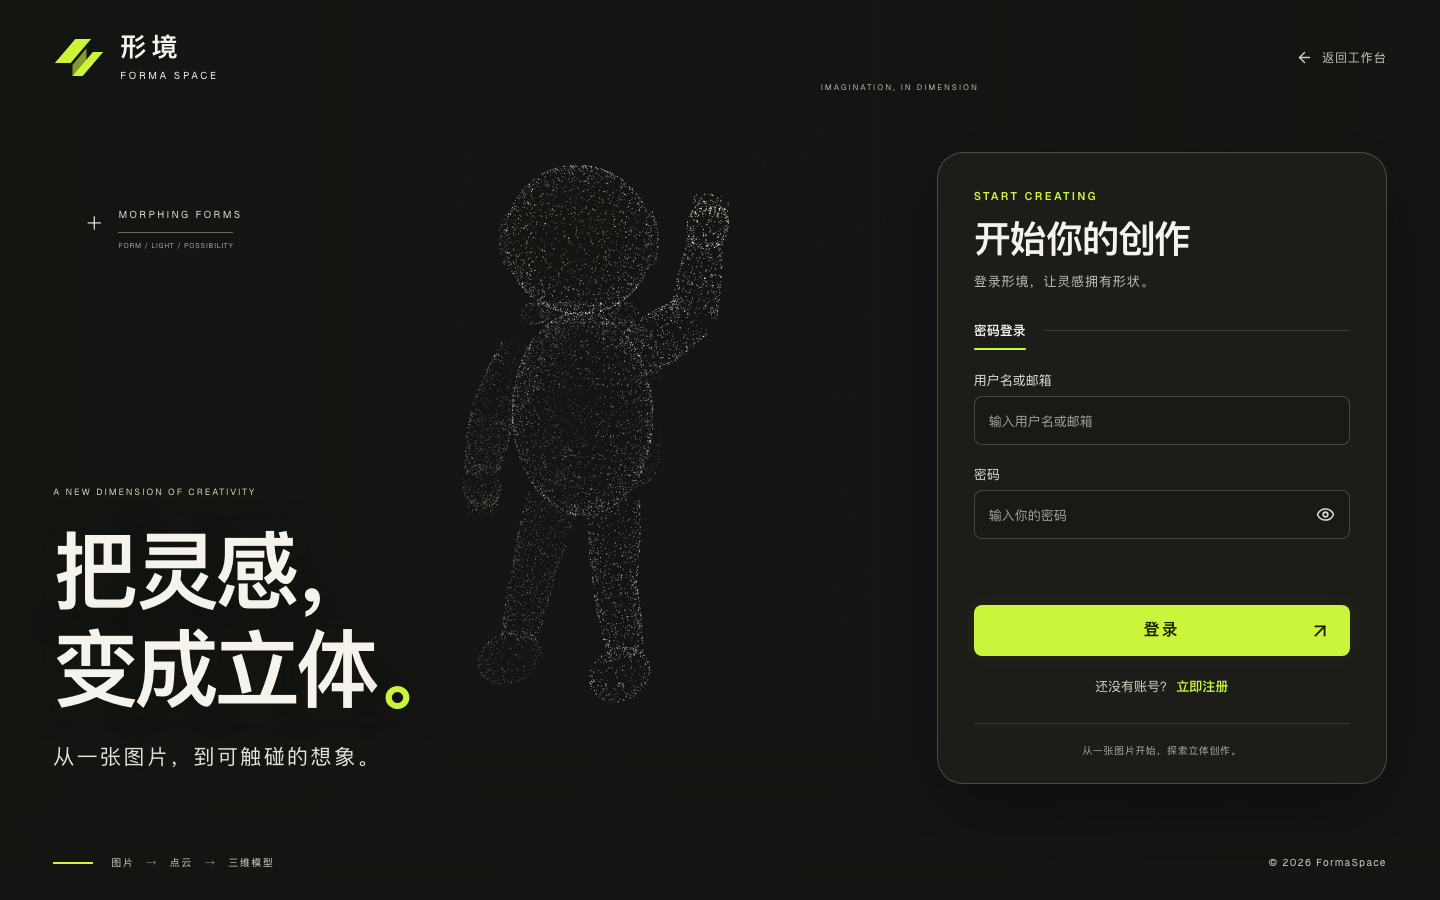 形境
FORMA SPACE
返回工作台
IMAGINATION, IN DIMENSION
MORPHING FORMS
FORM / LIGHT / POSSIBILITY
A NEW DIMENSION OF CREATIVITY
把灵感，
变成立体。
从一张图片，到可触碰的想象。
START CREATING
开始你的创作
登录形境，让灵感拥有形状。
密码登录
用户名或邮箱
输入用户名或邮箱
密码
输入你的密码
登录
还没有账号？ 立即注册
从一张图片开始，探索立体创作。
图片 → 点云 → 三维模型
© 2026 FormaSpace